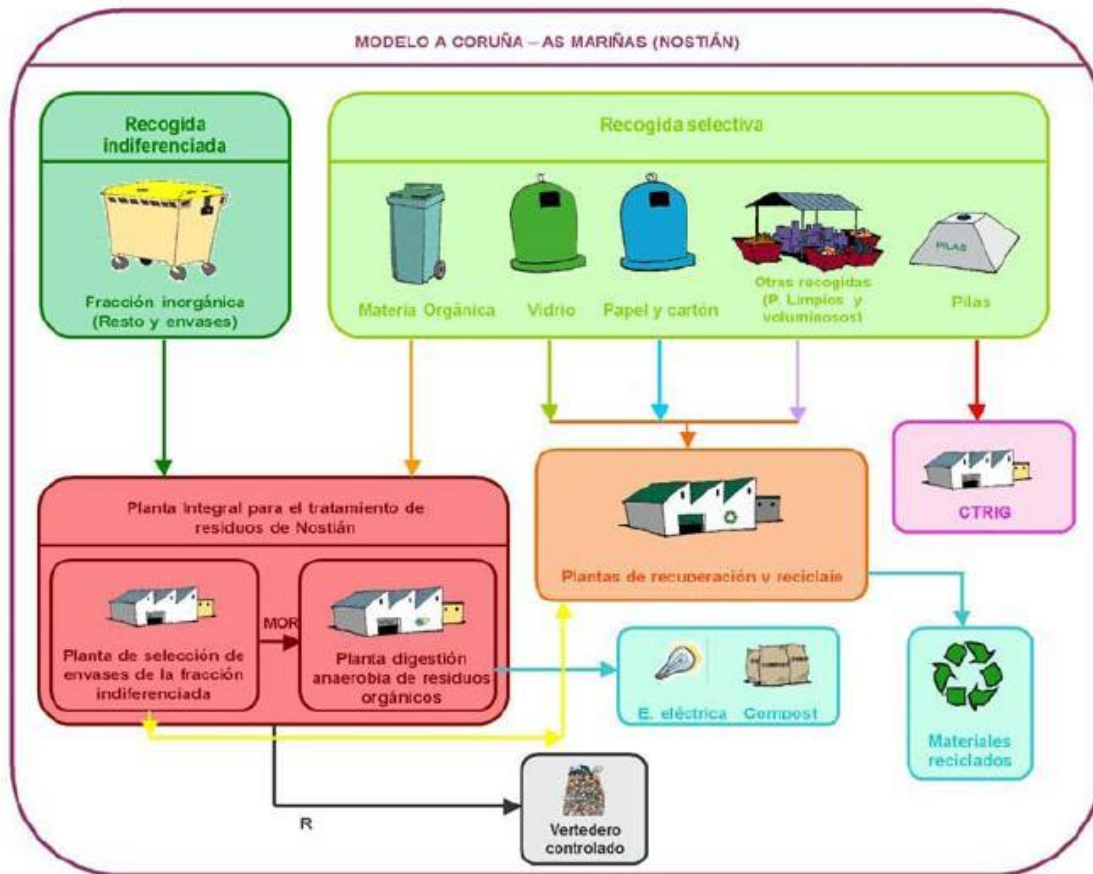 MODELO A CORUÑA – AS MARIÑAS (NOSTIÁN)
Recogida
indiferenciada
Fracción inorgánica
(Resto y envases)
Recogida selectiva
Materia Orgánica
Vidrio
Papel y cartón
Otras recogidas
(P. Limpios y
voluminosos)
PILAS
Pilas
Planta Integral para el tratamiento de
residuos de Nostián
Planta de selección de
envases de la fracción
indiferenciada
MOR
Planta digestión
anaerobia de residuos
orgánicos
Plantas de recuperación y reciclaje
CTRIG
E. eléctrica
Compost
Materiales
reciclados
R
Vertedero
controlado